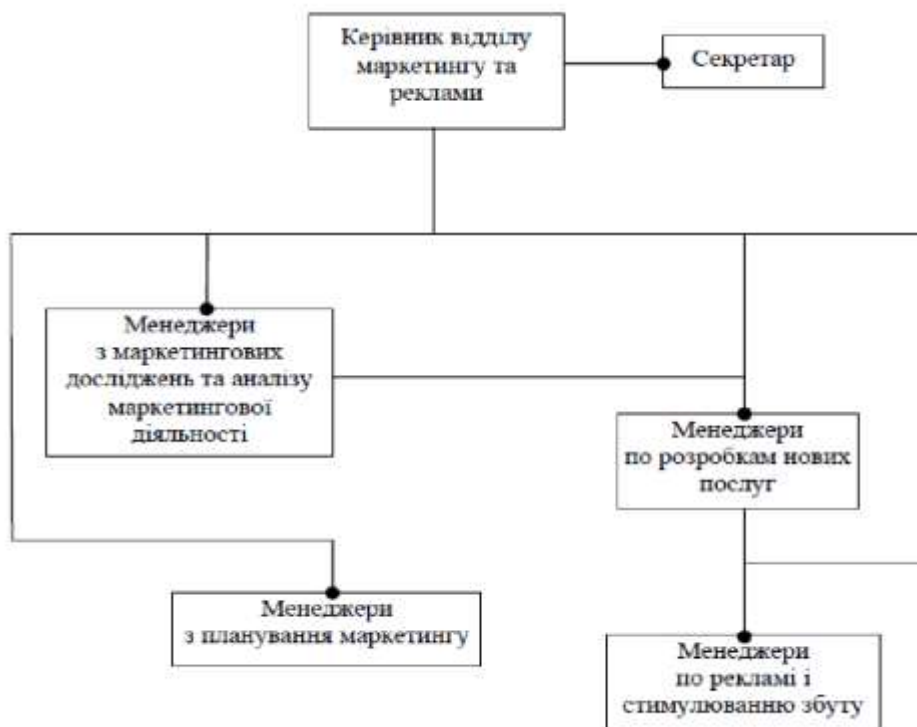 Керівник відділу
маркетингу та
реклами
Секретар
Менеджери
з маркетингових
досліджень та аналізу
маркетингової
діяльності
Менеджери
по розробкам нових
послуг
Менеджери
з планування маркетингу
Менеджери
по рекламі і
стимулюванню збуту